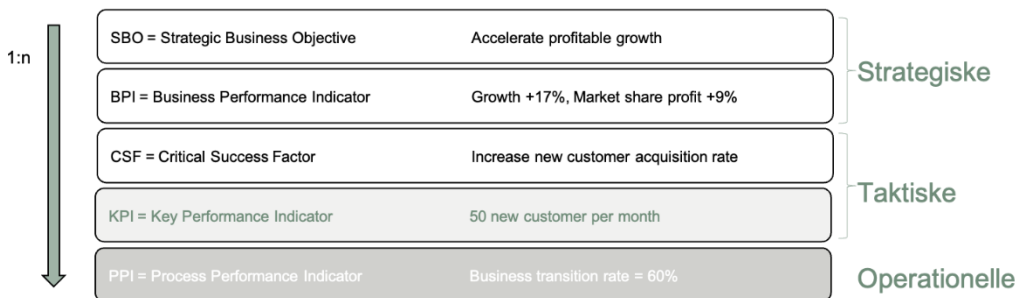 1:n
SBO = Strategic Business Objective Accelerate profitable growth
BPI = Business Performance Indicator Growth +17%, Market share profit +9%
Strategiske
CSF = Critical Success Factor Increase new customer acquisition rate
KPI = Key Performance Indicator 50 new customer per month
Taktiske
PPI = Process Performance Indicator Business transition rate = 60%
Operationelle